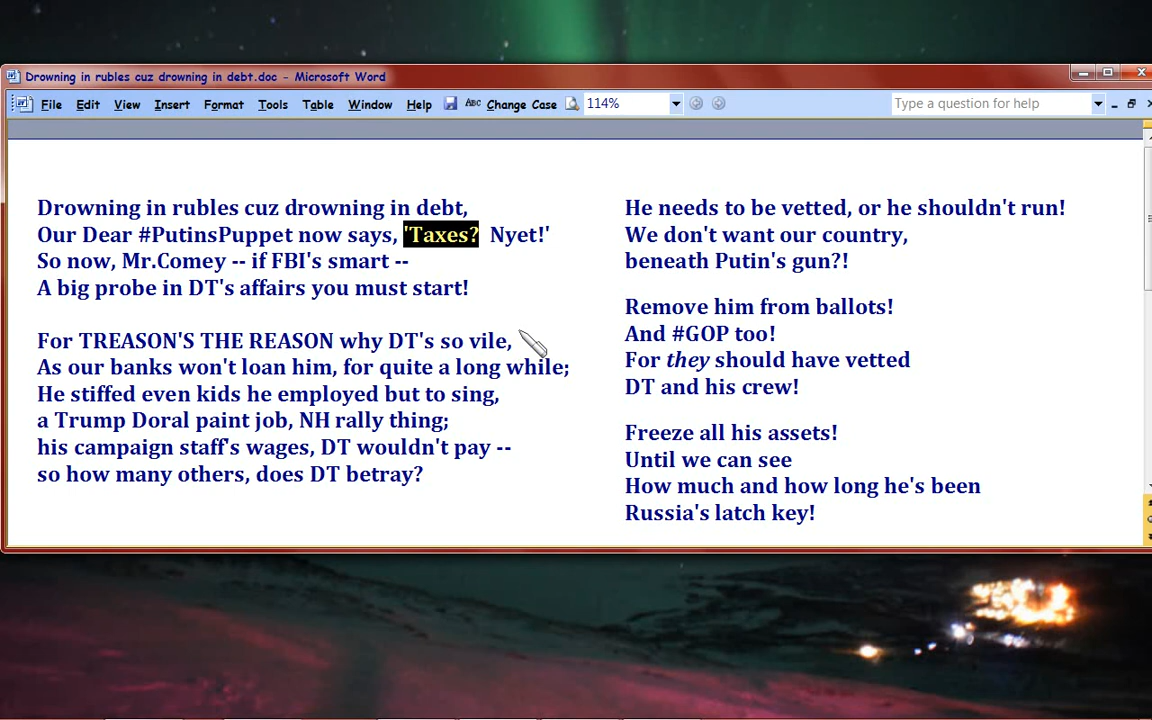 Drowning in rubles cuz drowning in debt.doc - Microsoft Word
File Edit View Insert Format Tools Table Window Help ABC Change Case 114% Type a question for help
Drowning in rubles cuz drowning in debt,
Our Dear #PutinsPuppet now says, 'Taxes? Nyet!'
So now, Mr.Comey -- if FBI's smart --
A big probe in DT's affairs you must start!
For TREASON'S THE REASON why DT's so vile,
As our banks won't loan him, for quite a long while;
He stiffed even kids he employed but to sing,
a Trump Doral paint job, NH rally thing;
his campaign staff's wages, DT wouldn't pay --
so how many others, does DT betray?
He needs to be vetted, or he shouldn't run!
We don't want our country,
beneath Putin's gun?!
Remove him from ballots!
And #GOP too!
For they should have vetted
DT and his crew!
Freeze all his assets!
Until we can see
How much and how long he's been
Russia's latch key!